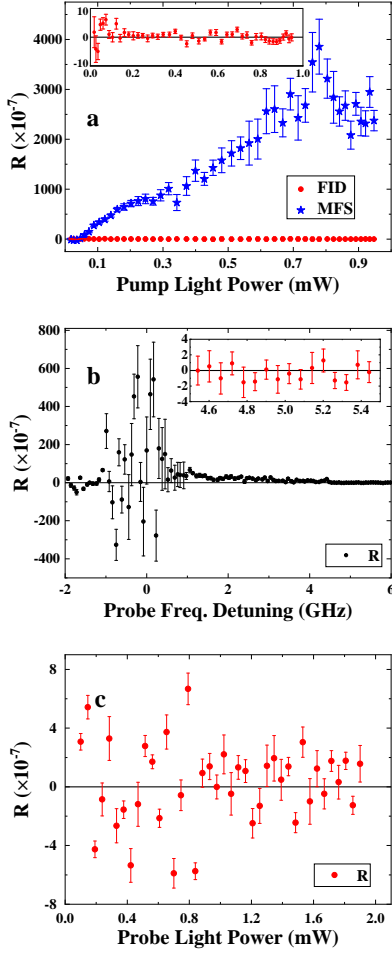 10
0
-10
0.0 0.2 0.4 0.6 0.8 1.0
4000
3000
2000
1000
0
R (×10⁻⁷)
a
FID
MFS
0.1 0.3 0.5 0.7 0.9
Pump Light Power (mW)
800
600
400
200
0
-200
-400
R (×10⁻⁷)
b
4
2
0
-2
-4
4.6 4.8 5.0 5.2 5.4
R
-2 0 2 4 6
Probe Freq. Detuning (GHz)
8
4
0
-4
-8
R (×10⁻⁷)
c
R
0.0 0.4 0.8 1.2 1.6 2.0
Probe Light Power (mW)